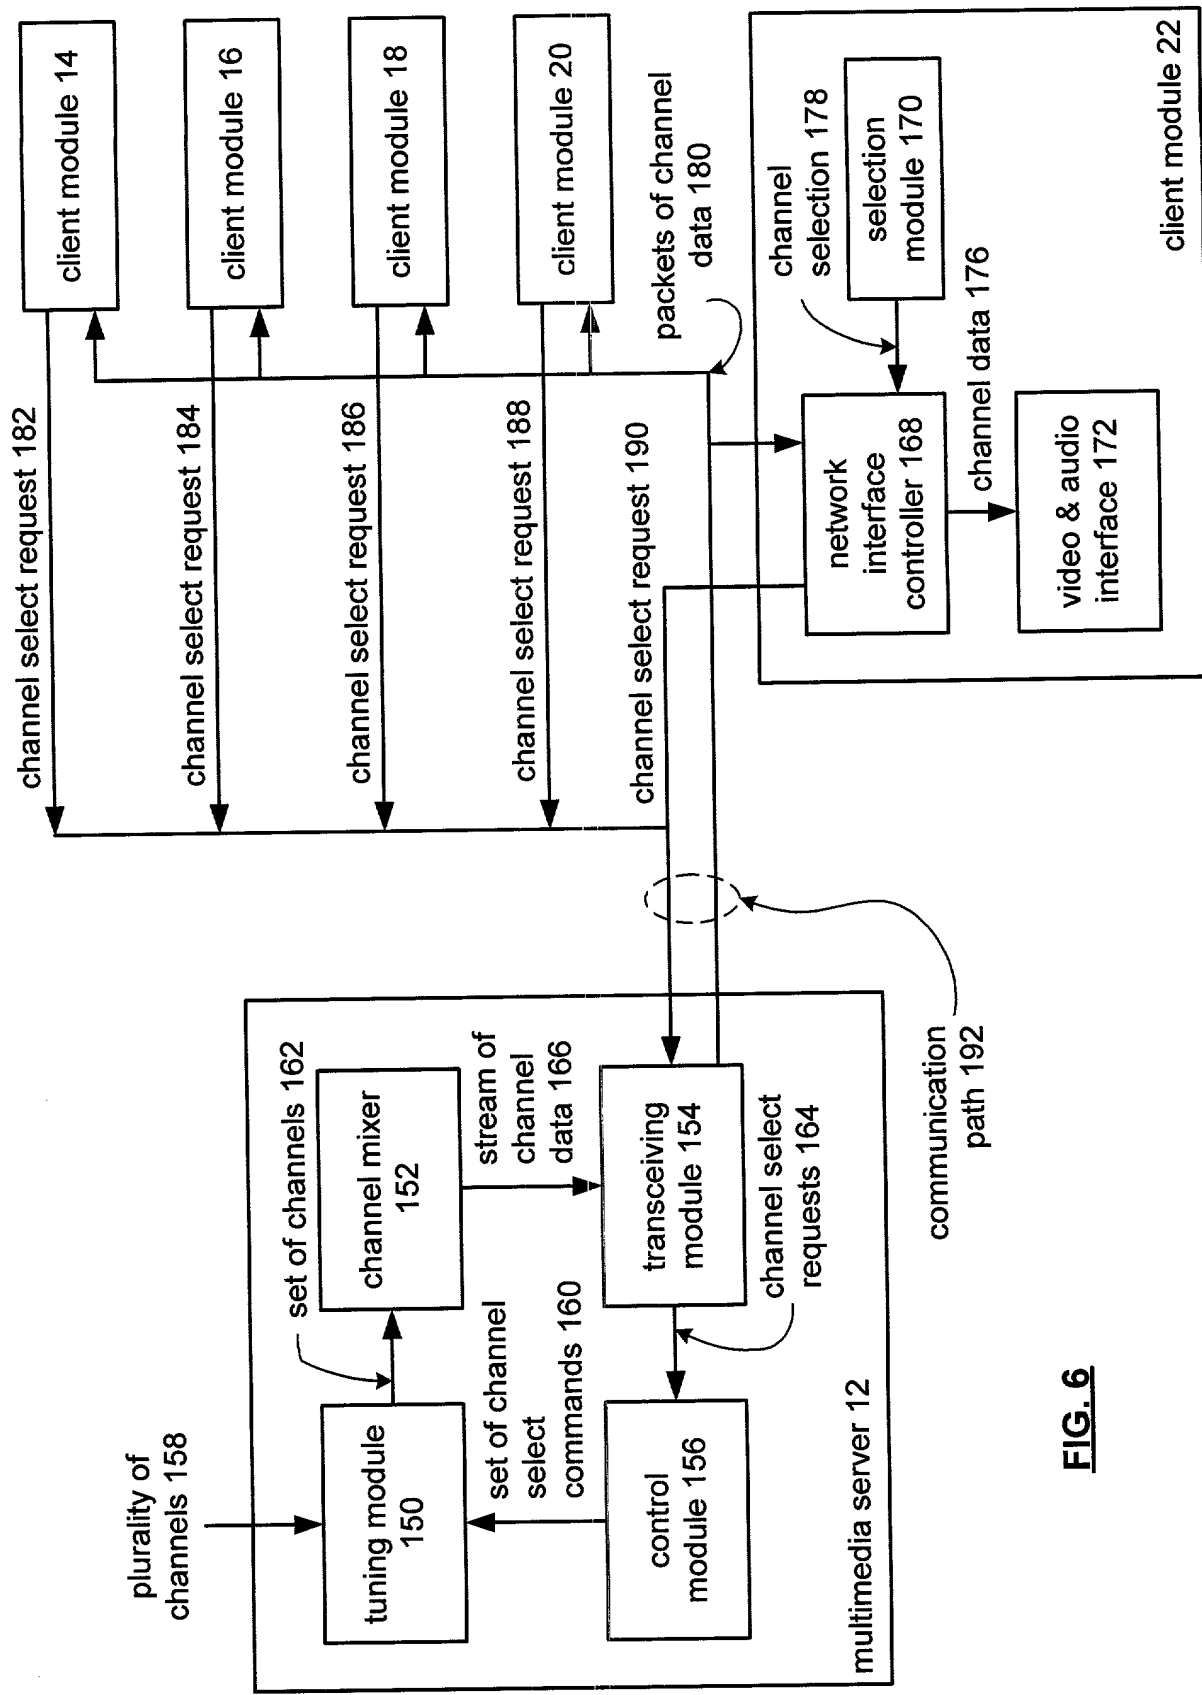 plurality of
channels 158
tuning module
150
set of channels 162
channel mixer
152
set of channel
select
commands 160
stream of
channel
data 166
control
module 156
transceiving
module 154
channel select
requests 164
multimedia server 12
communication
path 192
channel select request 182
channel select request 184
channel select request 186
channel select request 188
channel select request 190
client module 14
client module 16
client module 18
client module 20
packets of channel
data 180
channel
selection 178
selection
module 170
network
interface
controller 168
channel data 176
video & audio
interface 172
client module 22
FIG. 6